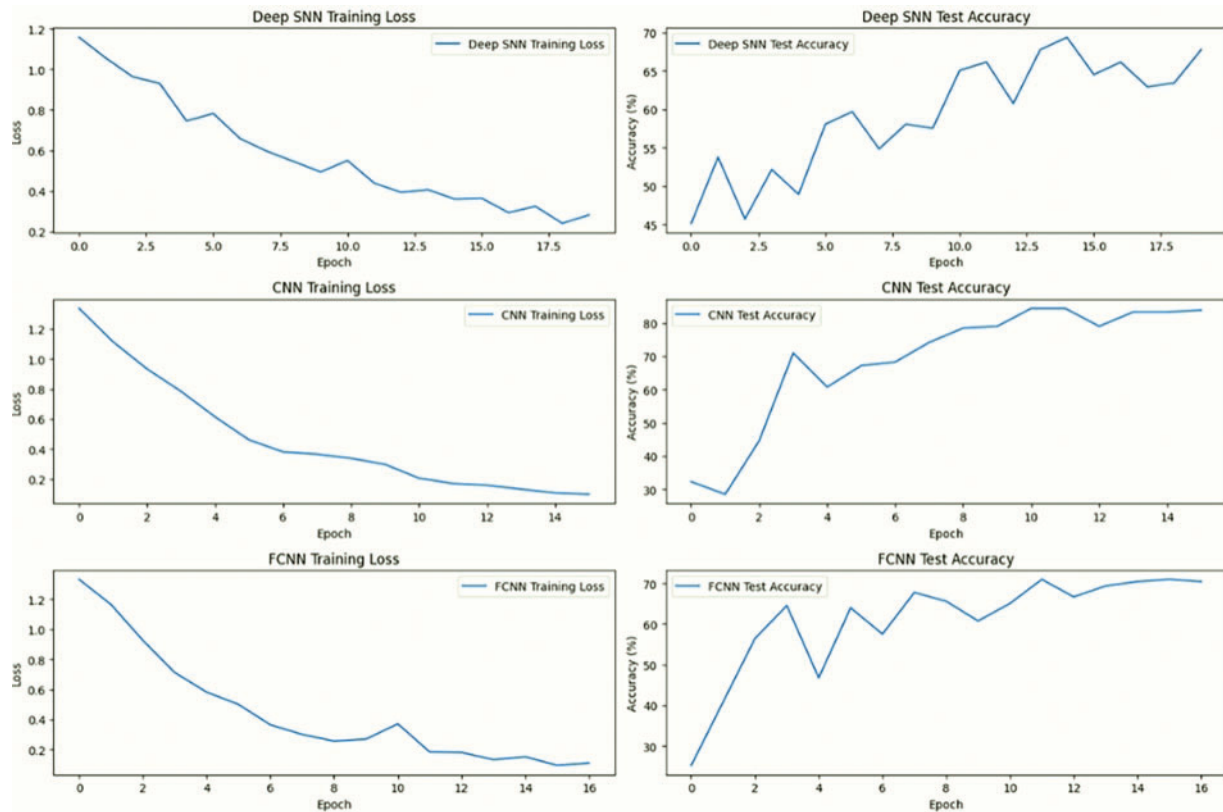 Deep SNN Training Loss
Deep SNN Training Loss
1.2
1.0
0.8
0.6
0.4
0.2
Loss
0.0 2.5 5.0 7.5 10.0 12.5 15.0 17.5
Epoch
Deep SNN Test Accuracy
Deep SNN Test Accuracy
70
65
60
55
50
45
Accuracy (%)
0.0 2.5 5.0 7.5 10.0 12.5 15.0 17.5
Epoch
CNN Training Loss
CNN Training Loss
1.2
1.0
0.8
0.6
0.4
0.2
Loss
0 2 4 6 8 10 12 14
Epoch
CNN Test Accuracy
CNN Test Accuracy
80
70
60
50
40
30
Accuracy (%)
0 2 4 6 8 10 12 14
Epoch
FCNN Training Loss
FCNN Training Loss
1.2
1.0
0.8
0.6
0.4
0.2
Loss
0 2 4 6 8 10 12 14 16
Epoch
FCNN Test Accuracy
FCNN Test Accuracy
70
60
50
40
30
Accuracy (%)
0 2 4 6 8 10 12 14 16
Epoch